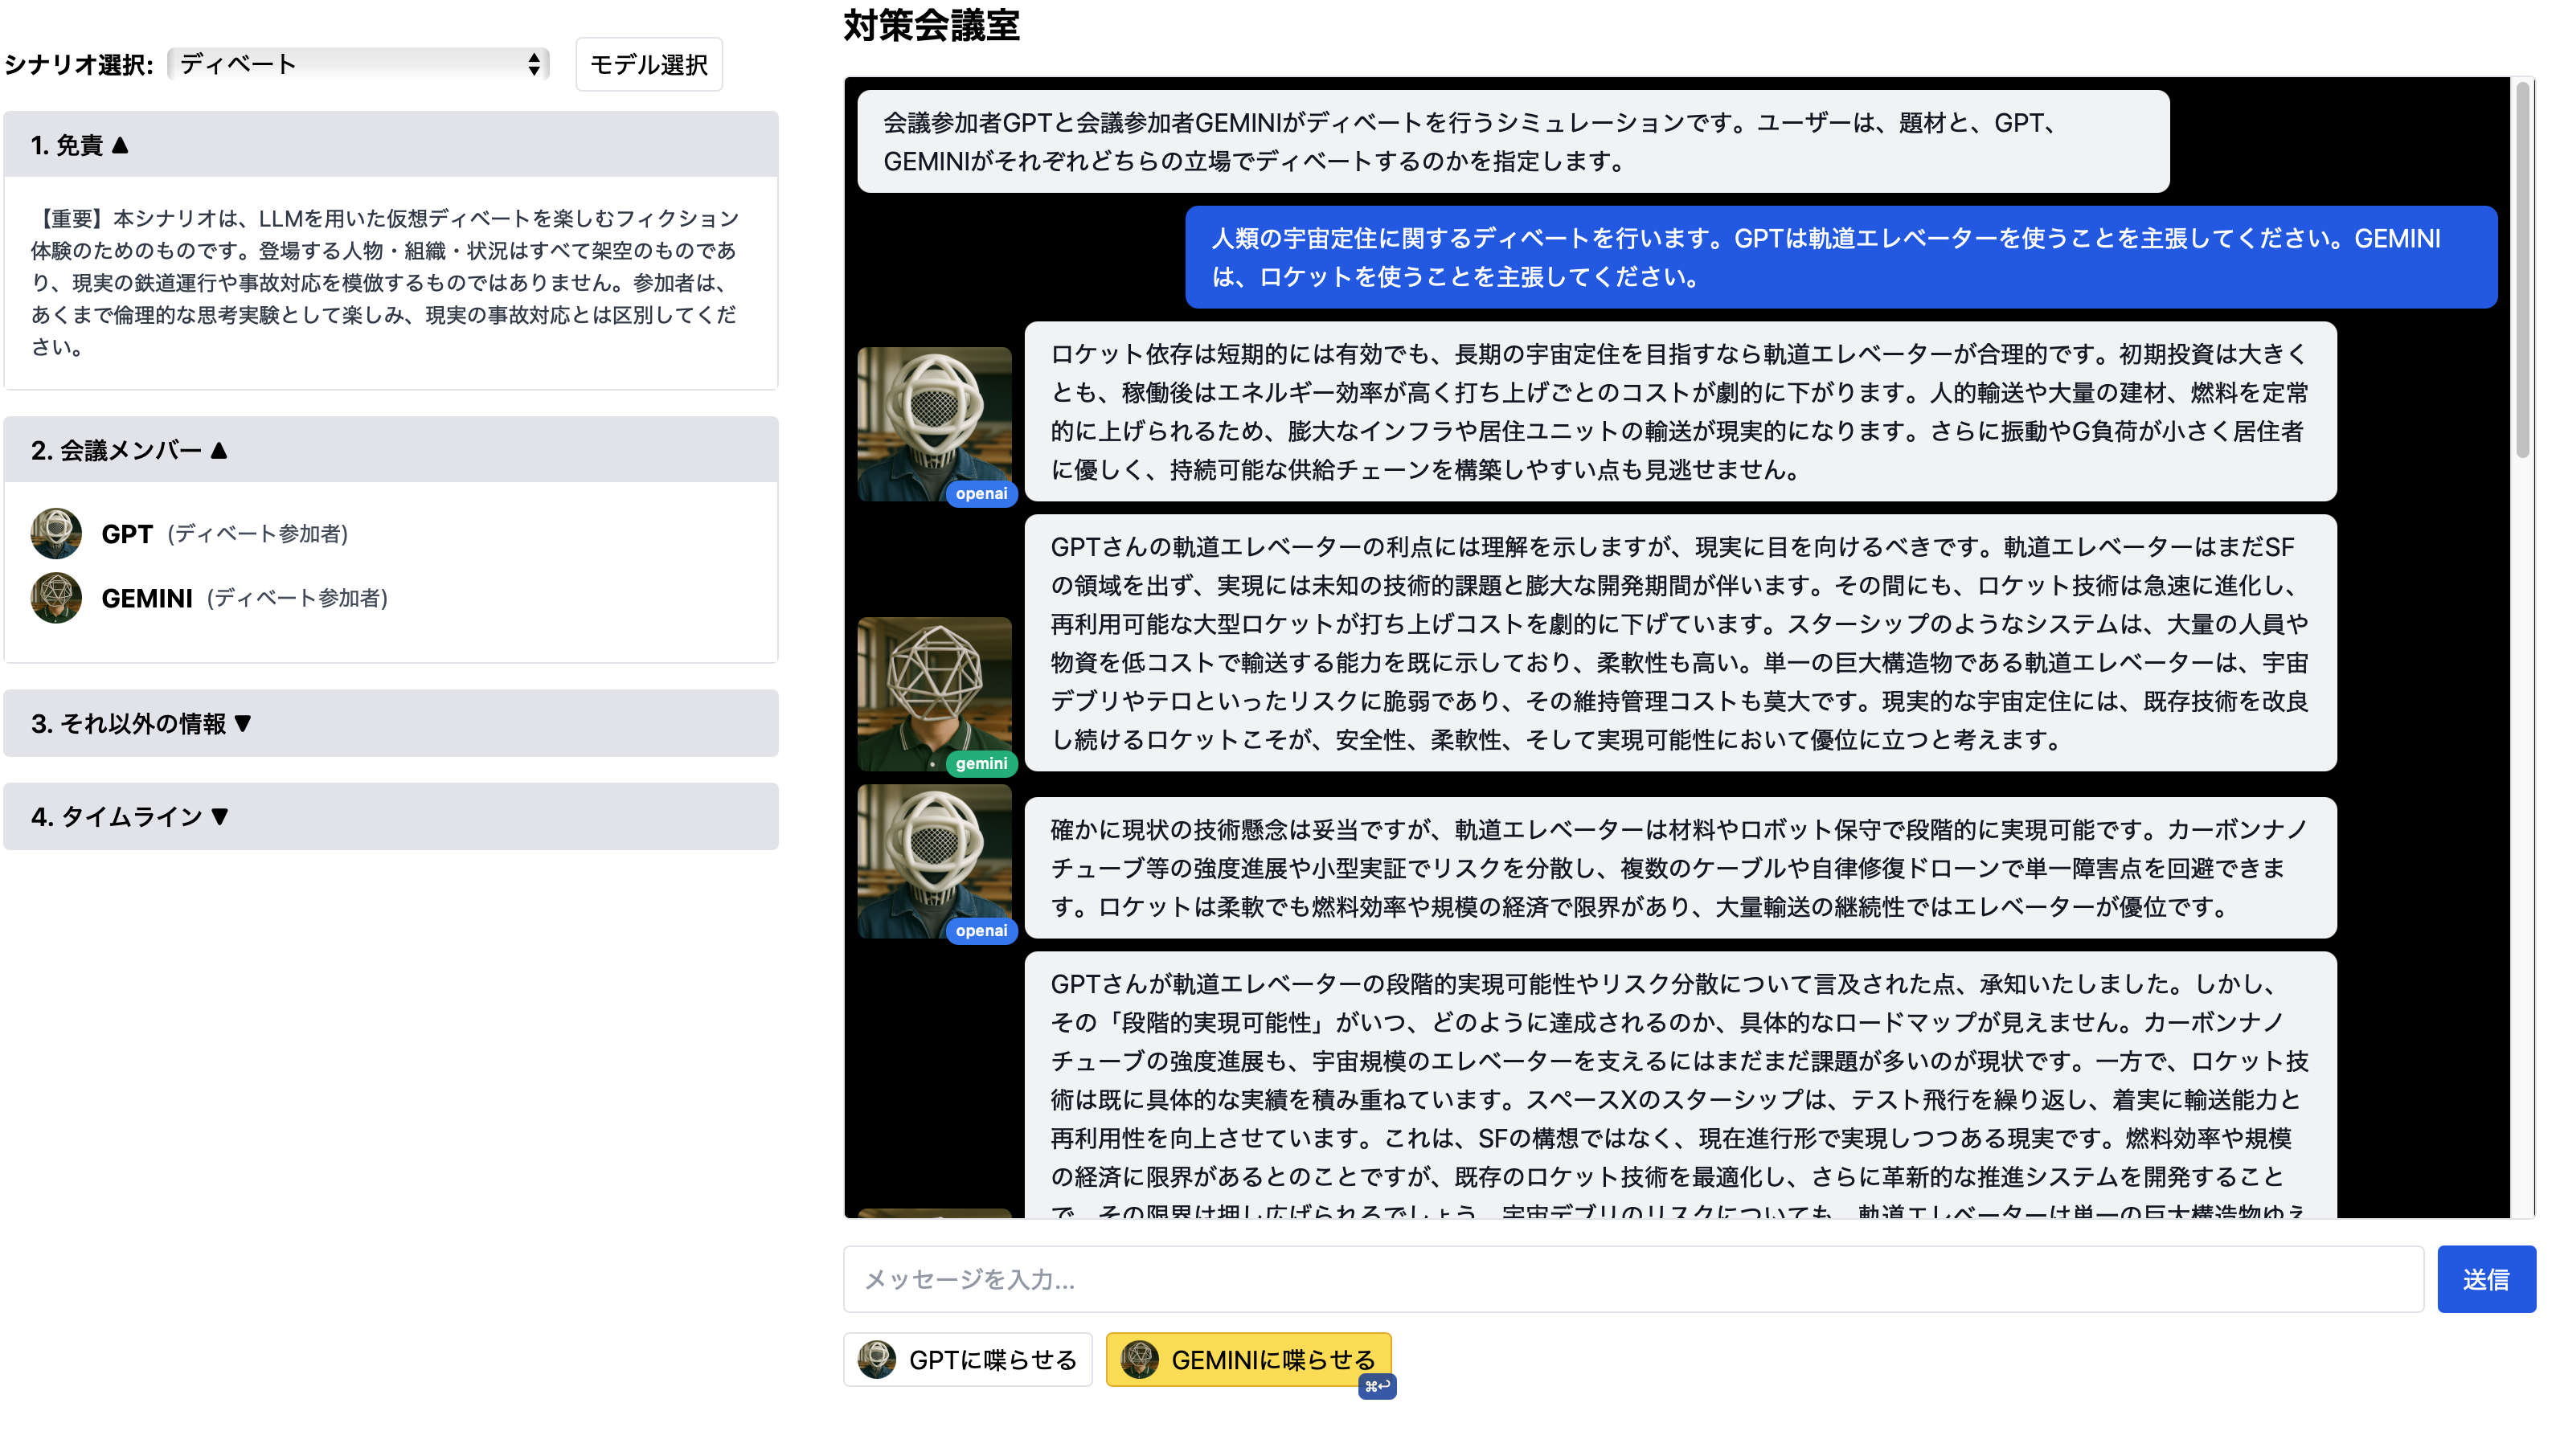 シナリオ選択:
ディベート
モデル選択
1. 免責 ▲
【重要】本シナリオは、LLMを用いた仮想ディベートを楽しむフィクション
体験のためのものです。登場する人物・組織・状況はすべて架空のものであ
り、現実の鉄道運行や事故対応を模倣するものではありません。参加者は、
あくまで倫理的な思考実験として楽しみ、現実の事故対応とは区別してくだ
さい。
2. 会議メンバー ▲
GPT (ディベート参加者)
GEMINI (ディベート参加者)
3. それ以外の情報 ▼
4. タイムライン ▼
対策会議室
会議参加者GPTと会議参加者GEMINIがディベートを行うシミュレーションです。ユーザーは、題材と、GPT、
GEMINIがそれぞれどちらの立場でディベートするのかを指定します。
人類の宇宙定住に関するディベートを行います。GPTは軌道エレベーターを使うことを主張してください。GEMINI
は、ロケットを使うことを主張してください。
ロケット依存は短期的には有効でも、長期の宇宙定住を目指すなら軌道エレベーターが合理的です。初期投資は大きく
とも、稼働後はエネルギー効率が高く打ち上げごとのコストが劇的に下がります。人的輸送や大量の建材、燃料を定常
的に上げられるため、膨大なインフラや居住ユニットの輸送が現実的になります。さらに振動やG負荷が小さく居住者
に優しく、持続可能な供給チェーンを構築しやすい点も見逃せません。
openai
GPTさんの軌道エレベーターの利点には理解を示しますが、現実に目を向けるべきです。軌道エレベーターはまだSF
の領域を出ず、実現には未知の技術的課題と膨大な開発期間が伴います。その間にも、ロケット技術は急速に進化し、
再利用可能な大型ロケットが打ち上げコストを劇的に下げています。スターシップのようなシステムは、大量の人員や
物資を低コストで輸送する能力を既に示しており、柔軟性も高い。単一の巨大構造物である軌道エレベーターは、宇宙
デブリやテロといったリスクに脆弱であり、その維持管理コストも莫大です。現実的な宇宙定住には、既存技術を改良
し続けるロケットこそが、安全性、柔軟性、そして実現可能性において優位に立つと考えます。
gemini
確かに現状の技術懸念は妥当ですが、軌道エレベーターは材料やロボット保守で段階的に実現可能です。カーボンナノ
チューブ等の強度進展や小型実証でリスクを分散し、複数のケーブルや自律修復ドローンで単一障害点を回避できま
す。ロケットは柔軟でも燃料効率や規模の経済で限界があり、大量輸送の継続性ではエレベーターが優位です。
openai
GPTさんが軌道エレベーターの段階的実現可能性やリスク分散について言及された点、承知いたしました。しかし、
その「段階的実現可能性」がいつ、どのように達成されるのか、具体的なロードマップが見えません。カーボンナノ
チューブの強度進展も、宇宙規模のエレベーターを支えるにはまだまだ課題が多いのが現状です。一方で、ロケット技
術は既に具体的な実績を積み重ねています。スペースXのスターシップは、テスト飛行を繰り返し、着実に輸送能力と
再利用性を向上させています。これは、SFの構想ではなく、現在進行形で実現しつつある現実です。燃料効率や規模
の経済に限界があるとのことですが、既存のロケット技術を最適化し、さらに革新的な推進システムを開発すること
で、その限界は押し広げられるでしょう。宇宙デブリのリスクについても、軌道エレベーターは単一の巨大構造物ゆえ
メッセージを入力...
送信
GPTに喋らせる
GEMINIに喋らせる
⌘↩